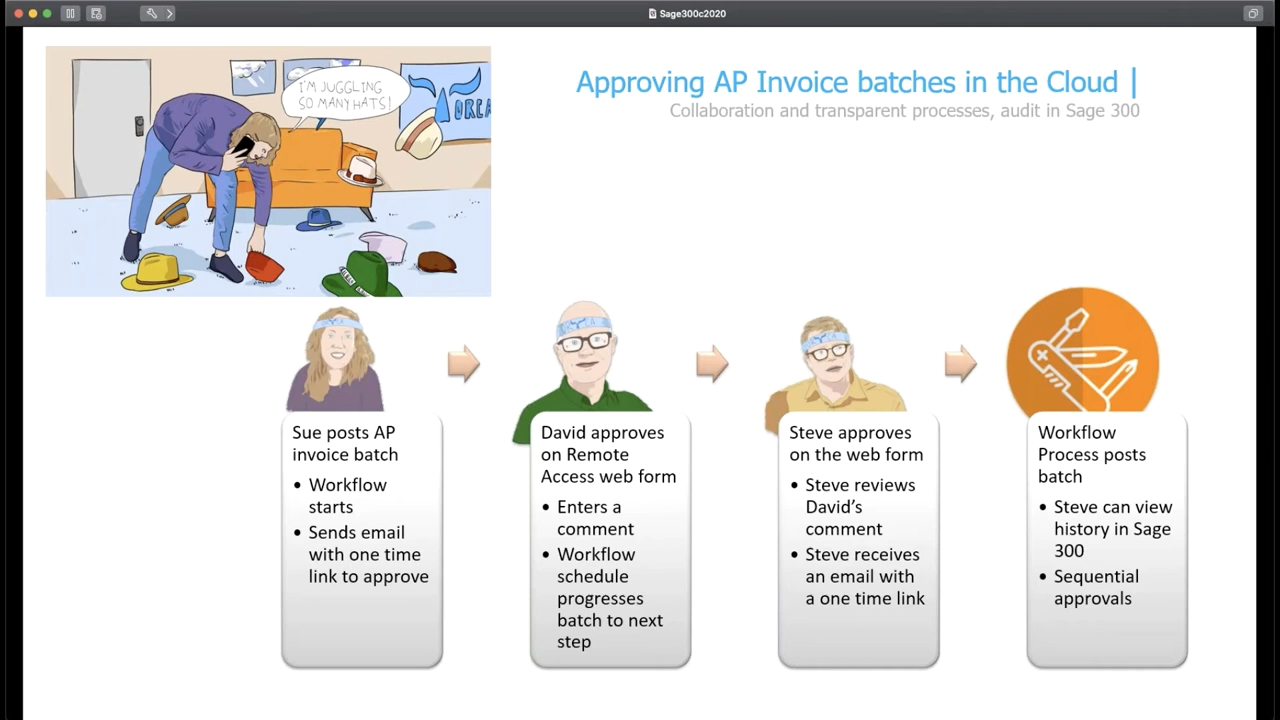 Sage300c2020
I'M JUGGLING
SO MANY HATS!
Approving AP Invoice batches in the Cloud |
Collaboration and transparent processes, audit in Sage 300
Sue posts AP
invoice batch
• Workflow
starts
• Sends email
with one time
link to approve
David approves
on Remote
Access web form
• Enters a
comment
• Workflow
schedule
progresses
batch to next
step
Steve approves
on the web form
• Steve reviews
David's
comment
• Steve receives
an email with
a one time link
Workflow
Process posts
batch
• Steve can view
history in Sage
300
• Sequential
approvals